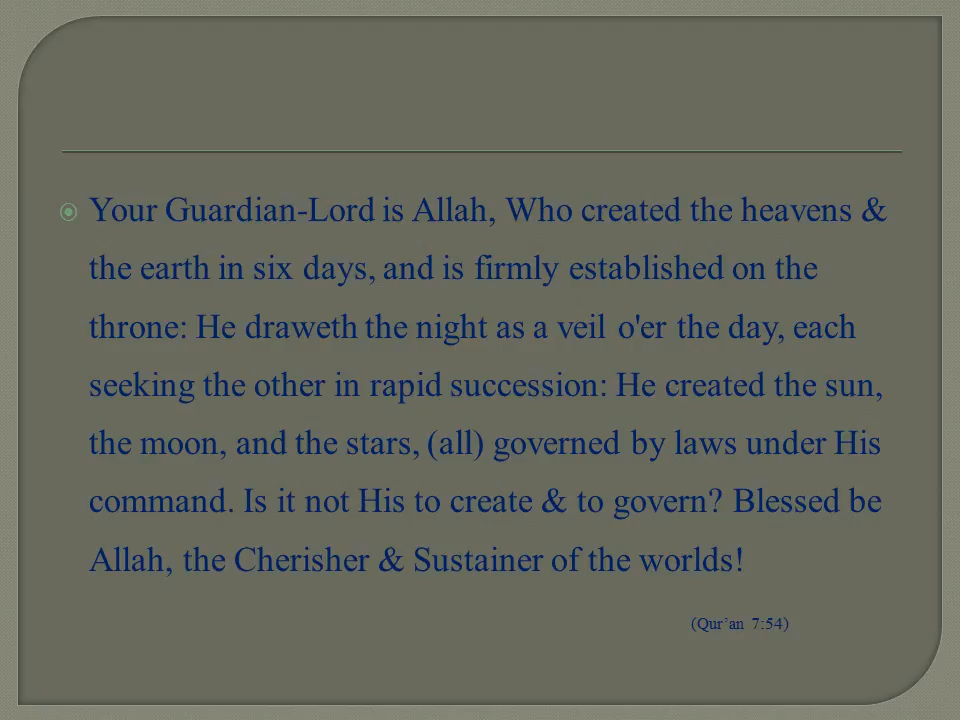 Your Guardian-Lord is Allah, Who created the heavens &
the earth in six days, and is firmly established on the
throne: He draweth the night as a veil o'er the day, each
seeking the other in rapid succession: He created the sun,
the moon, and the stars, (all) governed by laws under His
command. Is it not His to create & to govern? Blessed be
Allah, the Cherisher & Sustainer of the worlds!
(Qur’an 7:54)